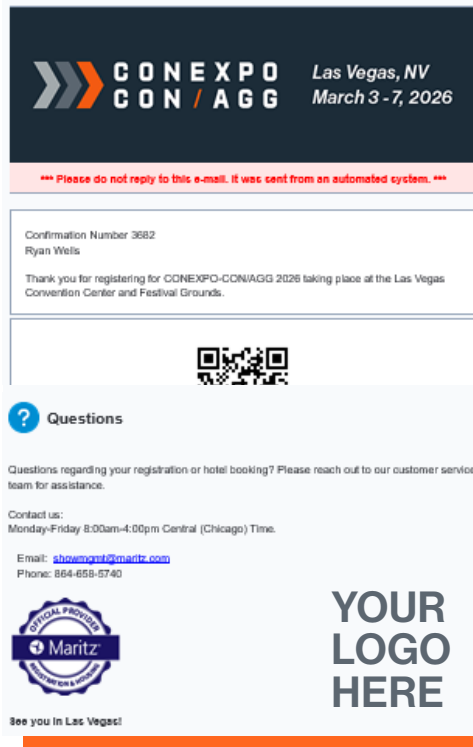 CONEXPO
CON/AGG
Las Vegas, NV
March 3-7, 2026
*** Please do not reply to this e-mail. It was sent from an automated system. ***
Confirmation Number 3682
Ryan Wells
Thank you for registering for CONEXPO-CON/AGG 2026 taking place at the Las Vegas
Convention Center and Festival Grounds.
? Questions
Questions regarding your registration or hotel booking? Please reach out to our customer service
team for assistance.
Contact us:
Monday-Friday 8:00am-4:00pm Central (Chicago) Time.
Email: showmgmt@maritz.com
Phone: 864-658-5740
OFFICIAL PROVIDER
Maritz
REGISTRATION & HOUSING
YOUR
LOGO
HERE
See you in Las Vegas!